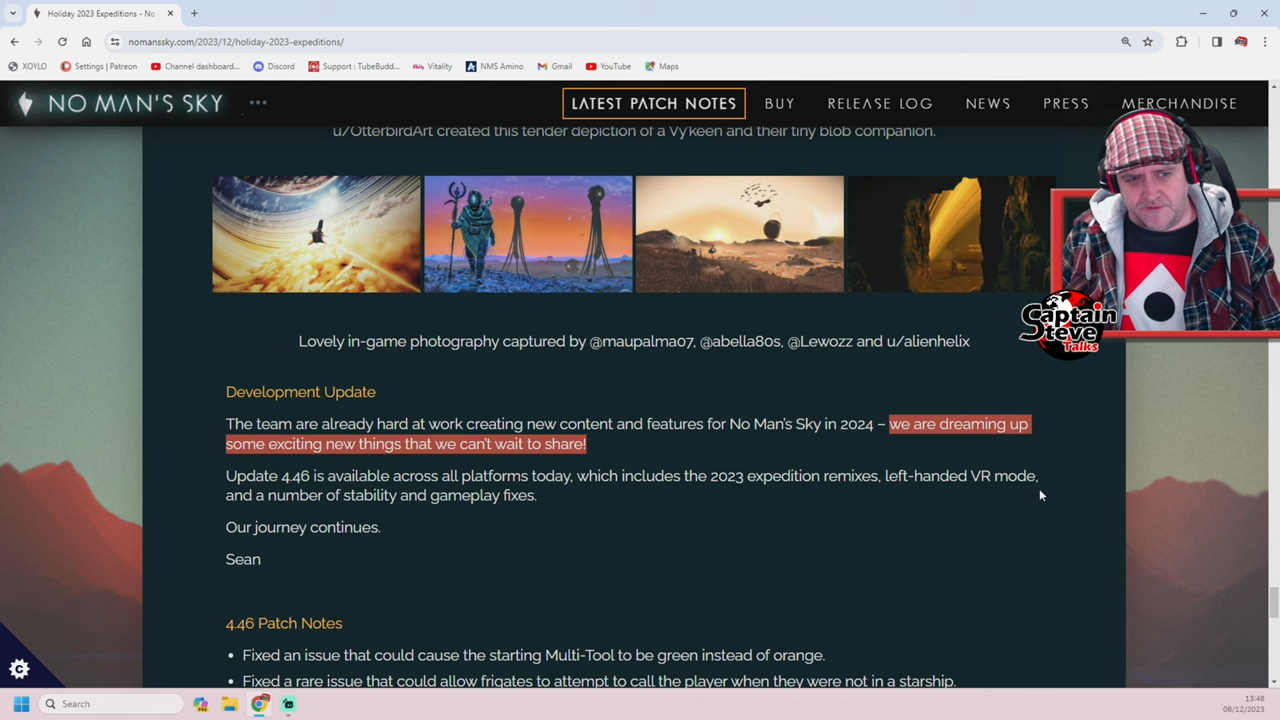 Holiday 2023 Expeditions - No
nomanssky.com/2023/12/holiday-2023-expeditions/
XOYLO Settings | Patreon Channel dashboard... Discord Support : TubeBudd... Vitality NMS Amino Gmail YouTube Maps
NO MAN'S SKY LATEST PATCH NOTES BUY RELEASE LOG NEWS PRESS MERCHANDISE
u/OtterbirdArt created this tender depiction of a Vy'keen and their tiny blob companion.
Captain
Steve
Talks
Lovely in-game photography captured by @maupalma07, @abella80s, @Lewozz and u/alienhelix
Development Update
The team are already hard at work creating new content and features for No Man's Sky in 2024 – we are dreaming up
some exciting new things that we can't wait to share!
Update 4.46 is available across all platforms today, which includes the 2023 expedition remixes, left-handed VR mode,
and a number of stability and gameplay fixes.
Our journey continues.
Sean
4.46 Patch Notes
• Fixed an issue that could cause the starting Multi-Tool to be green instead of orange.
• Fixed a rare issue that could allow frigates to attempt to call the player when they were not in a starship.
Search
13:48
08/12/2023